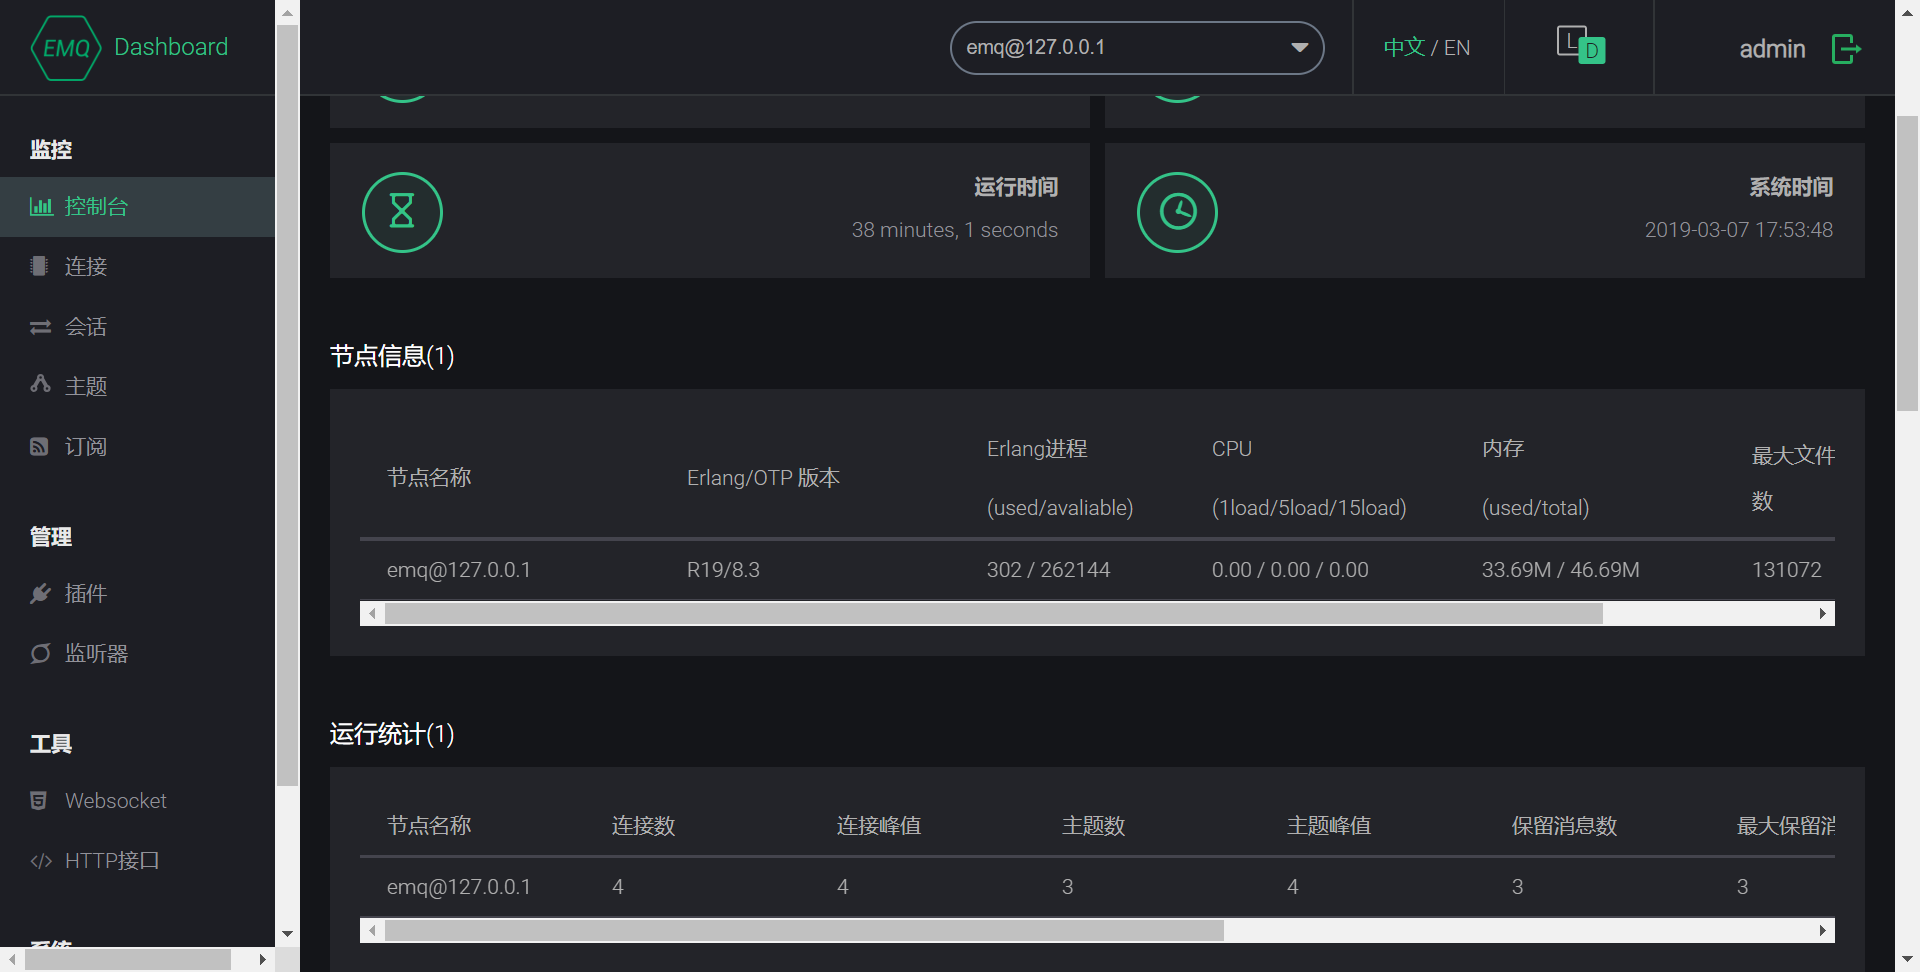 EMQ Dashboard
emq@127.0.0.1
中文 / EN
L
D
admin
监控
控制台
连接
会话
主题
订阅
管理
插件
监听器
工具
Websocket
HTTP接口
系统
运行时间
38 minutes, 1 seconds
系统时间
2019-03-07 17:53:48
节点信息(1)
节点名称 Erlang/OTP 版本 Erlang进程 (used/avaliable) CPU (1load/5load/15load) 内存 (used/total) 最大文件数
emq@127.0.0.1 R19/8.3 302 / 262144 0.00 / 0.00 / 0.00 33.69M / 46.69M 131072
运行统计(1)
节点名称 连接数 连接峰值 主题数 主题峰值 保留消息数 最大保留消
emq@127.0.0.1 4 4 3 4 3 3